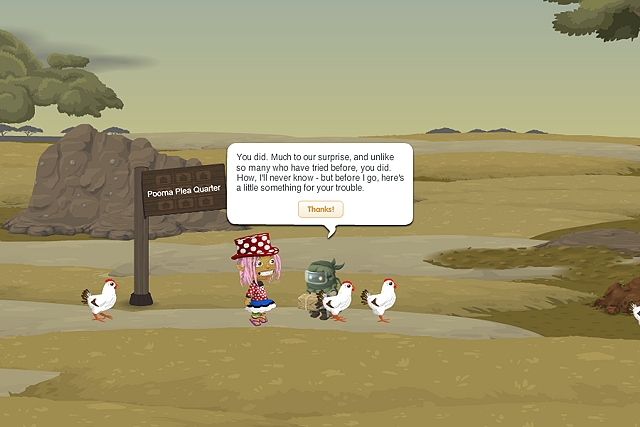 You did. Much to our surprise, and unlike
so many who have tried before, you did.
How, I'll never know - but before I go, here's
a little something for your trouble.
Thanks!
Pooma Plea Quarter